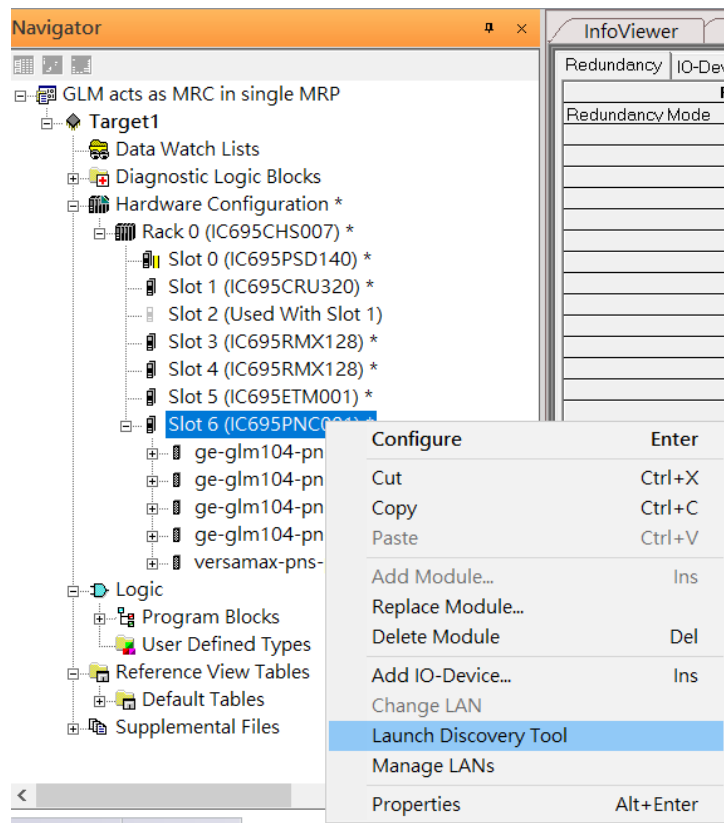 Navigator
InfoViewer
Redundancy
IO-Dev
Redundancy Mode
GLM acts as MRC in single MRP
Target1
Data Watch Lists
Diagnostic Logic Blocks
Hardware Configuration *
Rack 0 (IC695CHS007) *
Slot 0 (IC695PSD140) *
Slot 1 (IC695CRU320) *
Slot 2 (Used With Slot 1)
Slot 3 (IC695RMX128) *
Slot 4 (IC695RMX128) *
Slot 5 (IC695ETM001) *
Slot 6 (IC695PNC001) *
ge-glm104-pn
ge-glm104-pn
ge-glm104-pn
ge-glm104-pn
versamax-pns-
Logic
Program Blocks
User Defined Types
Reference View Tables
Default Tables
Supplemental Files
Configure Enter
Cut Ctrl+X
Copy Ctrl+C
Paste Ctrl+V
Add Module... Ins
Replace Module...
Delete Module Del
Add IO-Device... Ins
Change LAN
Launch Discovery Tool
Manage LANs
Properties Alt+Enter